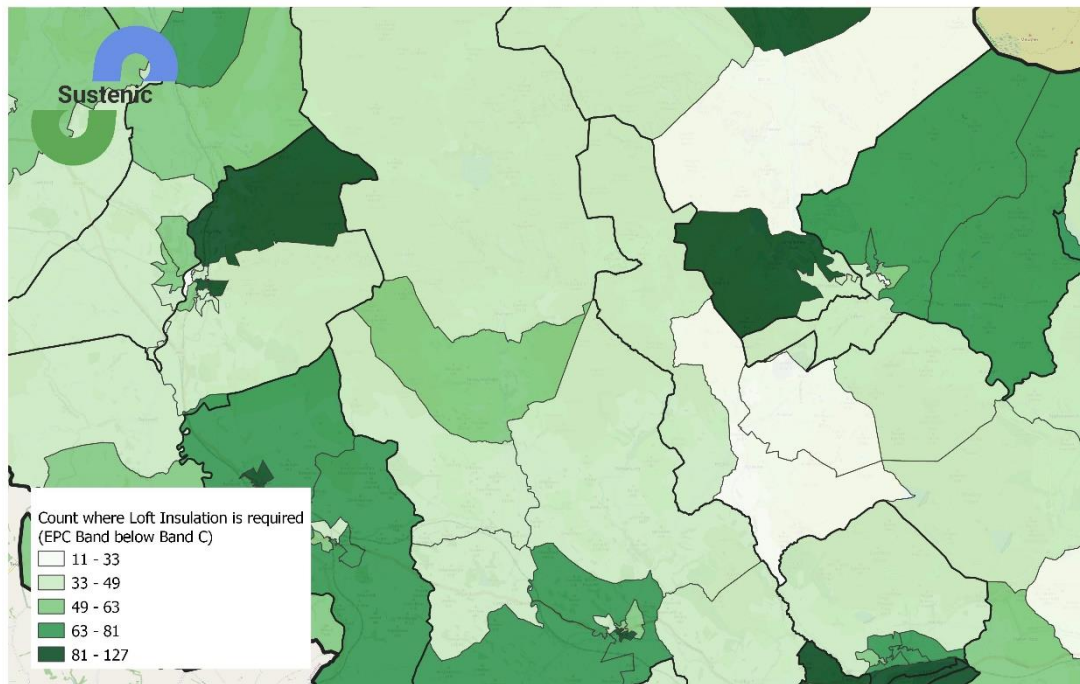 Sustenic
Count where Loft Insulation is required
(EPC Band below Band C)
11 - 33
33 - 49
49 - 63
63 - 81
81 - 127